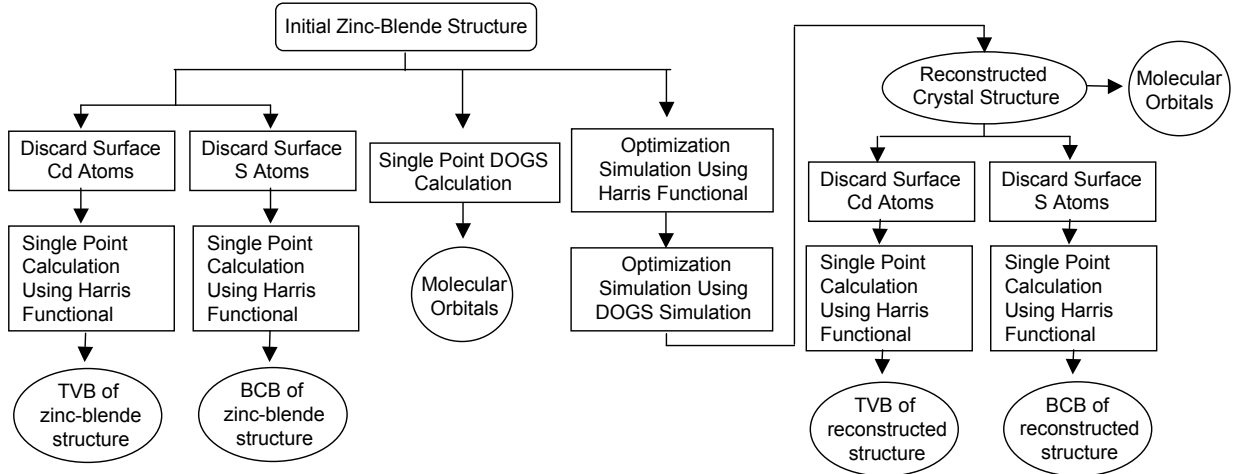 Initial Zinc-Blende Structure
Discard Surface
Cd Atoms
Single Point
Calculation
Using Harris
Functional
TVB of
zinc-blende
structure
Discard Surface
S Atoms
Single Point
Calculation
Using Harris
Functional
BCB of
zinc-blende
structure
Single Point DOGS
Calculation
Molecular
Orbitals
Optimization
Simulation Using
Harris Functional
Optimization
Simulation Using
DOGS Simulation
Reconstructed
Crystal Structure
Molecular
Orbitals
Discard Surface
Cd Atoms
Single Point
Calculation
Using Harris
Functional
TVB of
reconstructed
structure
Discard Surface
S Atoms
Single Point
Calculation
Using Harris
Functional
BCB of
reconstructed
structure